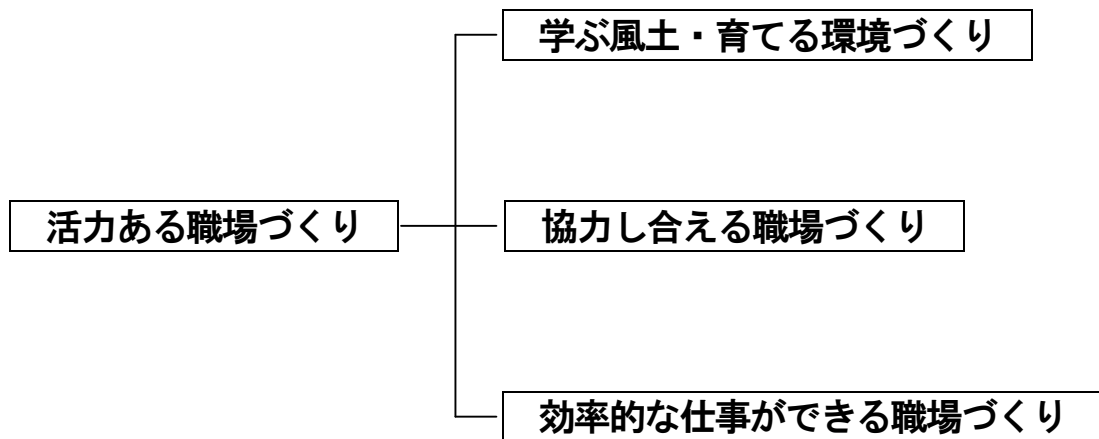 学ぶ風土・育てる環境づくり
活力ある職場づくり
協力し合える職場づくり
効率的な仕事ができる職場づくり